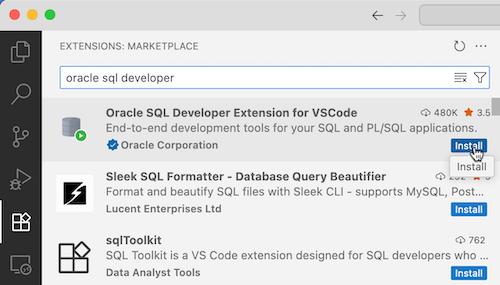 EXTENSIONS: MARKETPLACE
oracle sql developer
Oracle SQL Developer Extension for VSCode 480K 3.5
End-to-end development tools for your SQL and PL/SQL applications.
Oracle Corporation Install
Install
Sleek SQL Formatter - Database Query Beautifier
Format and beautify SQL files with Sleek CLI - supports MySQL, Post...
Lucent Enterprises Ltd Install
sqlToolkit 762
SQL Toolkit is a VS Code extension designed for SQL developers who ...
Data Analyst Tools Install